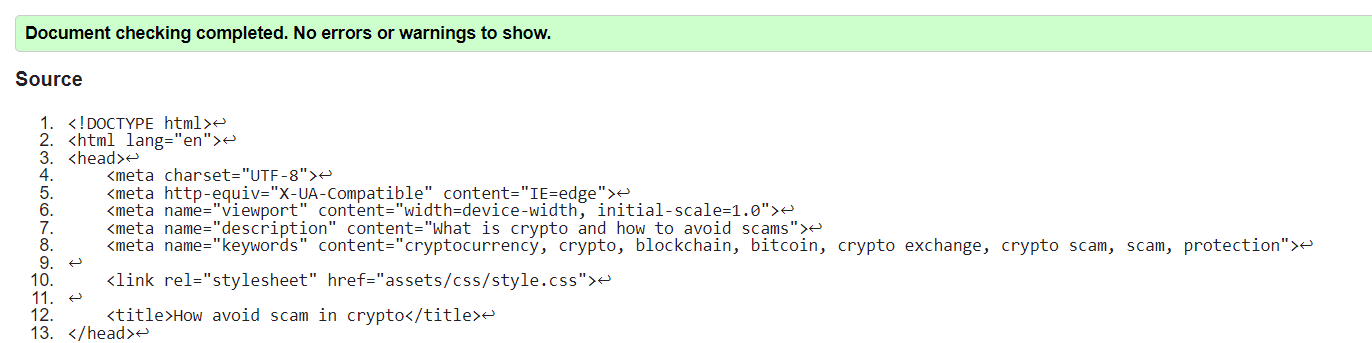 Document checking completed. No errors or warnings to show.
Source
1. <!DOCTYPE html>↩
2. <html lang="en">↩
3. <head>↩
4.     <meta charset="UTF-8">↩
5.     <meta http-equiv="X-UA-Compatible" content="IE=edge">↩
6.     <meta name="viewport" content="width=device-width, initial-scale=1.0">↩
7.     <meta name="description" content="What is crypto and how to avoid scams">↩
8.     <meta name="keywords" content="cryptocurrency, crypto, blockchain, bitcoin, crypto exchange, crypto scam, scam, protection">↩
9. ↩
10.     <link rel="stylesheet" href="assets/css/style.css">↩
11. ↩
12.     <title>How avoid scam in crypto</title>↩
13. </head>↩